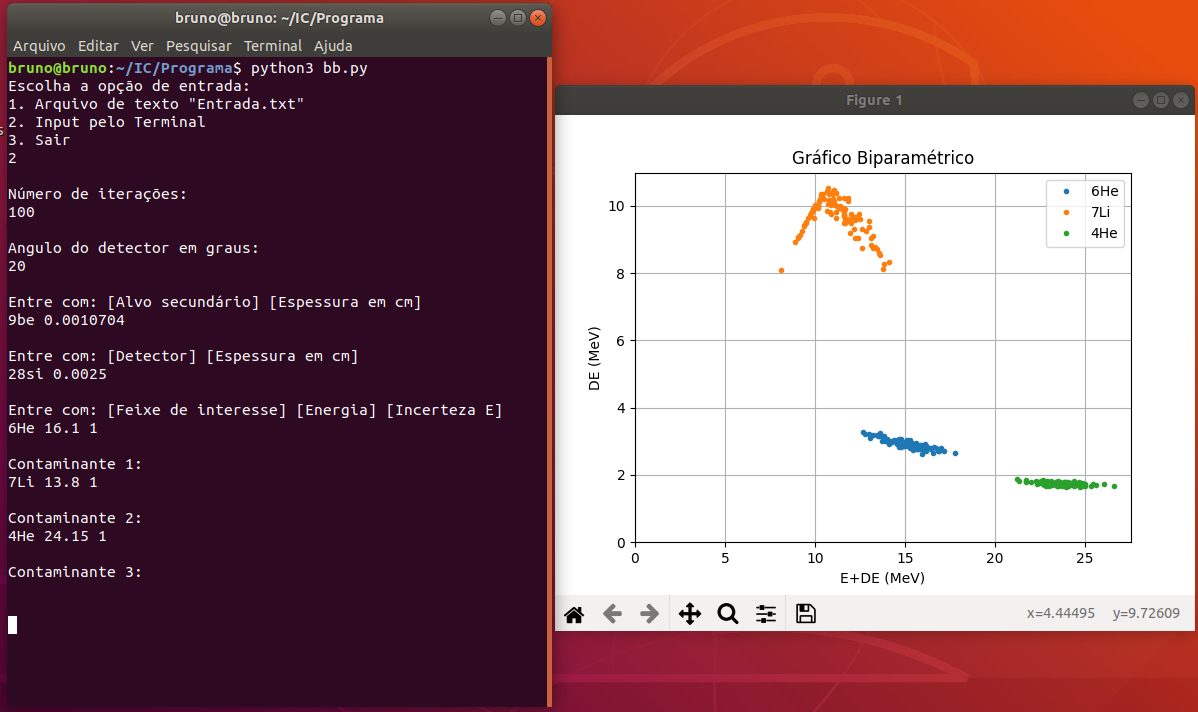 bruno@bruno: ~/IC/Programa
Arquivo Editar Ver Pesquisar Terminal Ajuda
bruno@bruno:~/IC/Programa$ python3 bb.py
Escolha a opção de entrada:
1. Arquivo de texto "Entrada.txt"
2. Input pelo Terminal
3. Sair
2
Número de iterações:
100
Angulo do detector em graus:
20
Entre com: [Alvo secundário] [Espessura em cm]
9be 0.0010704
Entre com: [Detector] [Espessura em cm]
28si 0.0025
Entre com: [Feixe de interesse] [Energia] [Incerteza E]
6He 16.1 1
Contaminante 1:
7Li 13.8 1
Contaminante 2:
4He 24.15 1
Contaminante 3:
Figure 1
Gráfico Biparamétrico
6He
7Li
4He
DE (MeV)
10
8
6
4
2
0
0 5 10 15 20 25
E+DE (MeV)
x=4.44495 y=9.72609